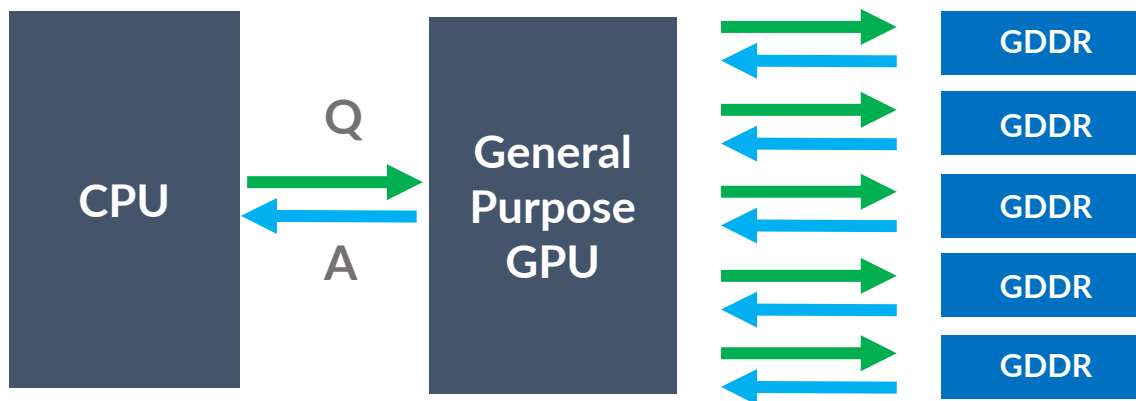 CPU
Q
A
General
Purpose
GPU
GDDR
GDDR
GDDR
GDDR
GDDR